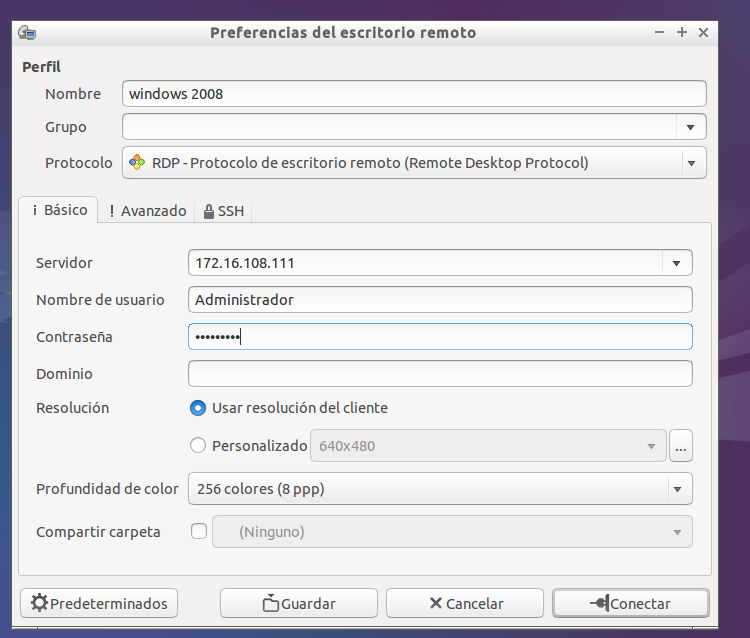 Preferencias del escritorio remoto
Perfil
Nombre windows 2008
Grupo
Protocolo RDP - Protocolo de escritorio remoto (Remote Desktop Protocol)
Básico Avanzado SSH
Servidor 172.16.108.111
Nombre de usuario Administrador
Contraseña •••••••••
Dominio
Resolución Usar resolución del cliente
Personalizado 640x480 ...
Profundidad de color 256 colores (8 ppp)
Compartir carpeta (Ninguno)
Predeterminados Guardar Cancelar Conectar